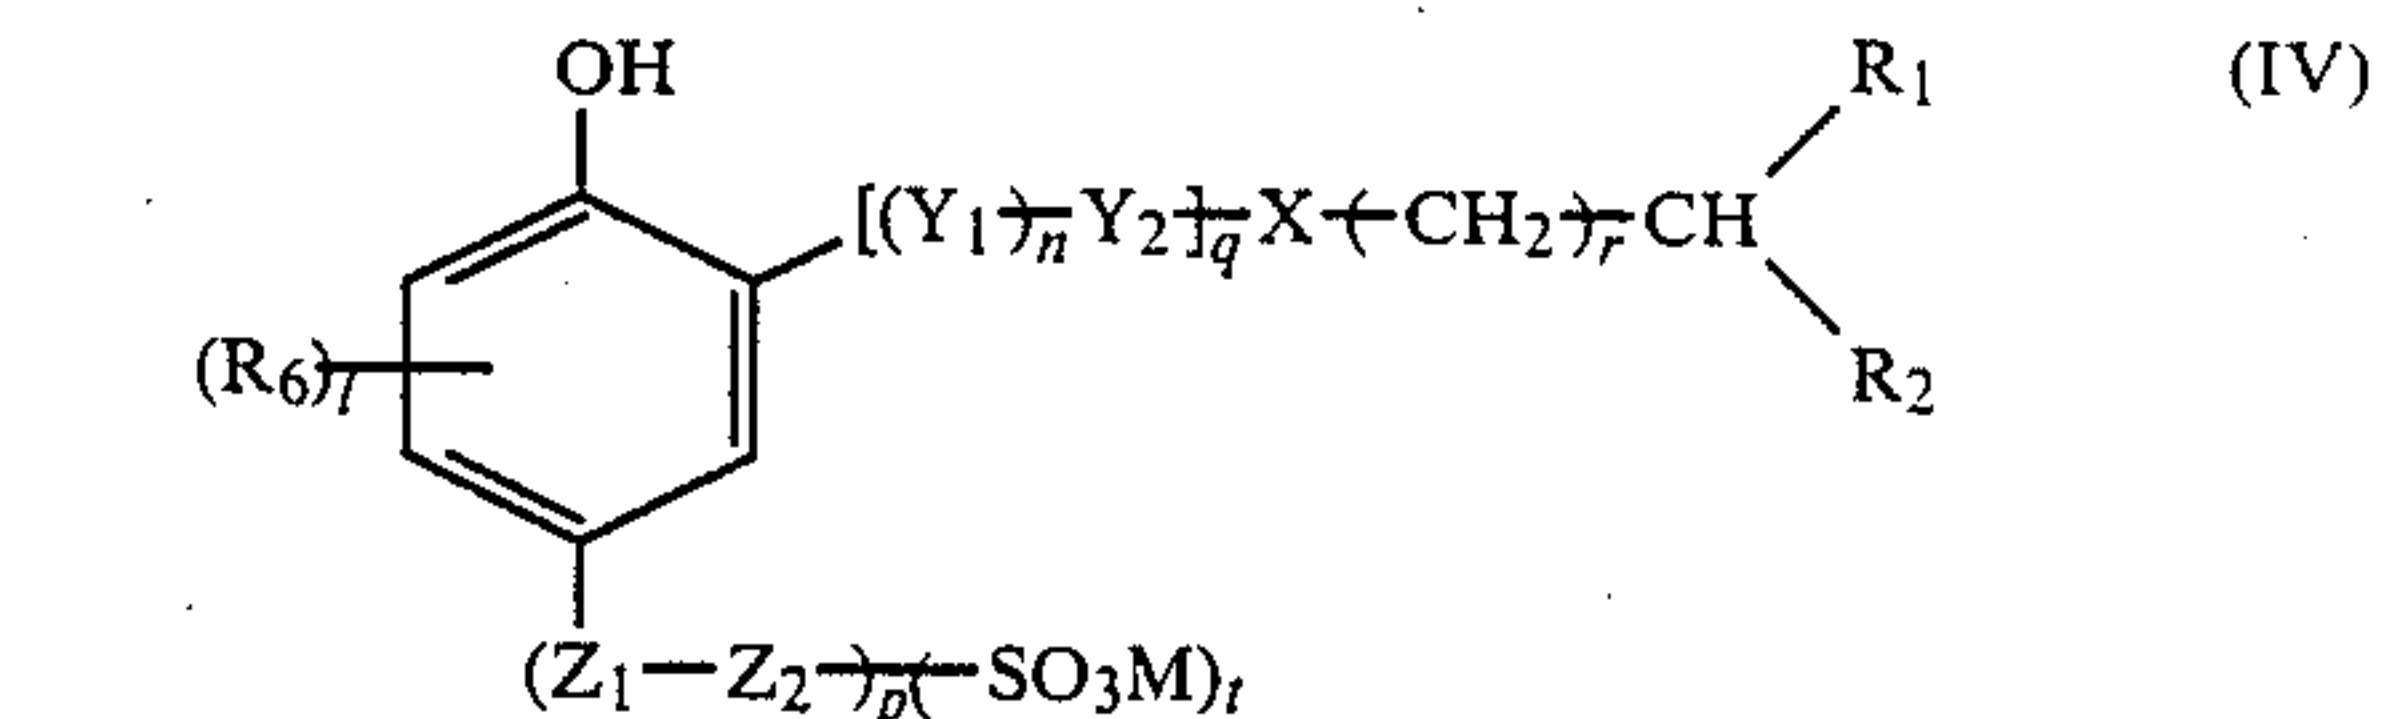 OH
R1
(IV)
[(Y1)n Y2]q X (CH2)r CH
(R6)l
R2
(Z1—Z2)p(SO3M)t